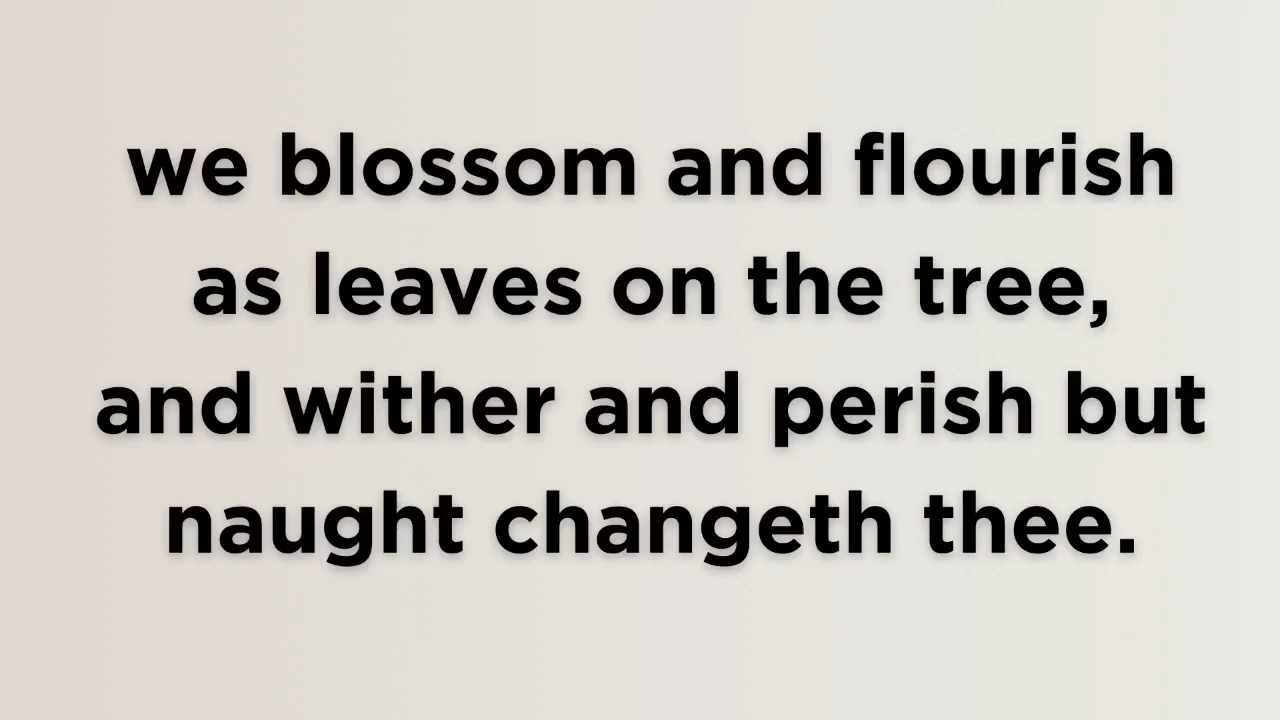 we blossom and flourish
as leaves on the tree,
and wither and perish but
naught changeth thee.